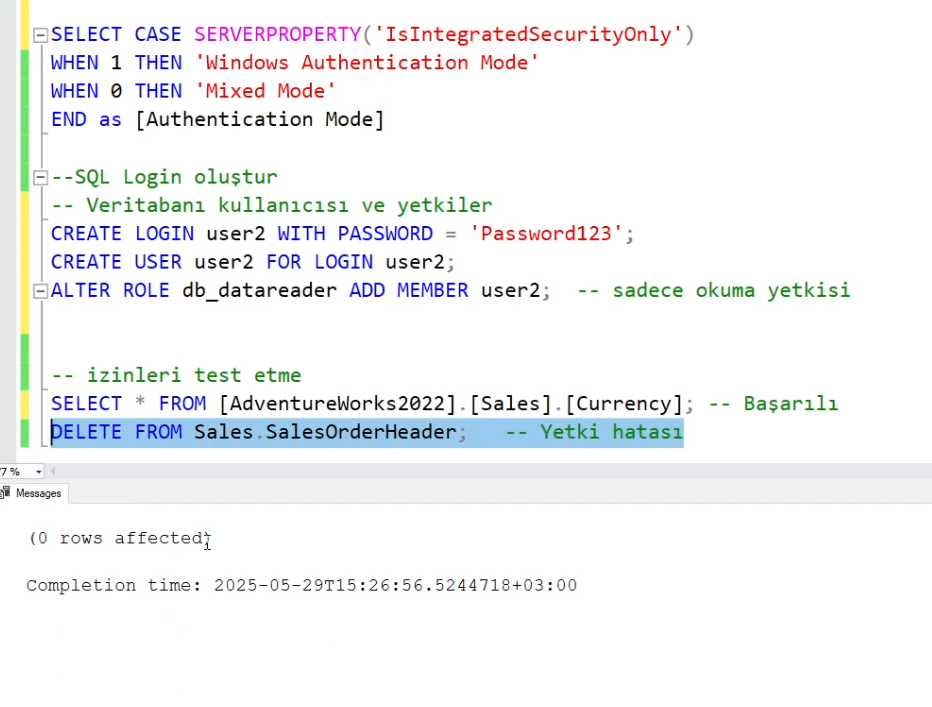 SELECT CASE SERVERPROPERTY('IsIntegratedSecurityOnly')
WHEN 1 THEN 'Windows Authentication Mode'
WHEN 0 THEN 'Mixed Mode'
END as [Authentication Mode]
--SQL Login oluştur
-- Veritabanı kullanıcısı ve yetkiler
CREATE LOGIN user2 WITH PASSWORD = 'Password123';
CREATE USER user2 FOR LOGIN user2;
ALTER ROLE db_datareader ADD MEMBER user2;  -- sadece okuma yetkisi
-- izinleri test etme
SELECT * FROM [AdventureWorks2022].[Sales].[Currency]; -- Başarılı
DELETE FROM Sales.SalesOrderHeader;   -- Yetki hatası
7 %
Messages
(0 rows affected)
Completion time: 2025-05-29T15:26:56.5244718+03:00